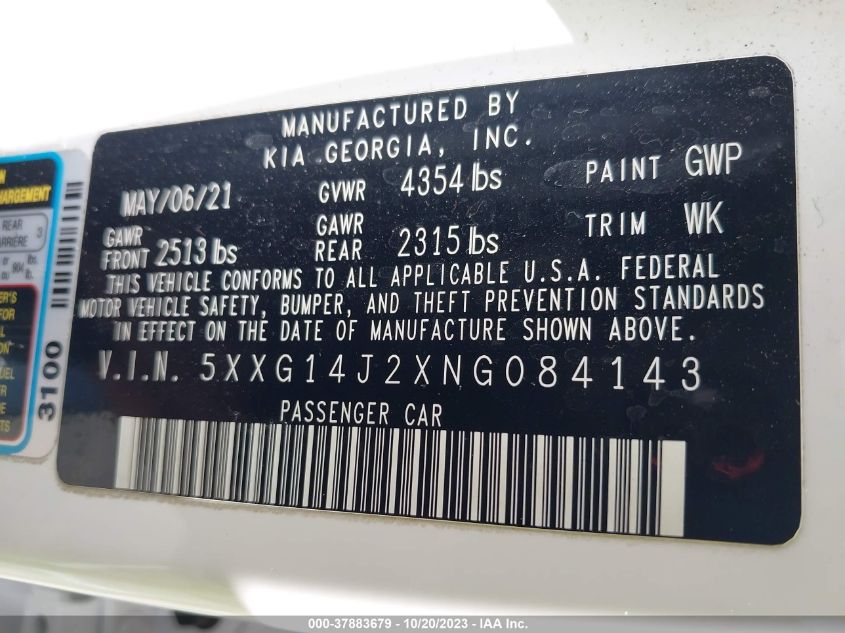 MANUFACTURED BY
KIA GEORGIA, INC.
MAY/06/21 GVWR 4354 lbs PAINT GWP
GAWR FRONT 2513 lbs GAWR REAR 2315 lbs TRIM WK
THIS VEHICLE CONFORMS TO ALL APPLICABLE U.S.A. FEDERAL
MOTOR VEHICLE SAFETY, BUMPER, AND THEFT PREVENTION STANDARDS
IN EFFECT ON THE DATE OF MANUFACTURE SHOWN ABOVE.
V.I.N. 5XXG14J2XNG084143
PASSENGER CAR
REAR 3
3100
000-37883679 | 10/20/2023 - IAA Inc.